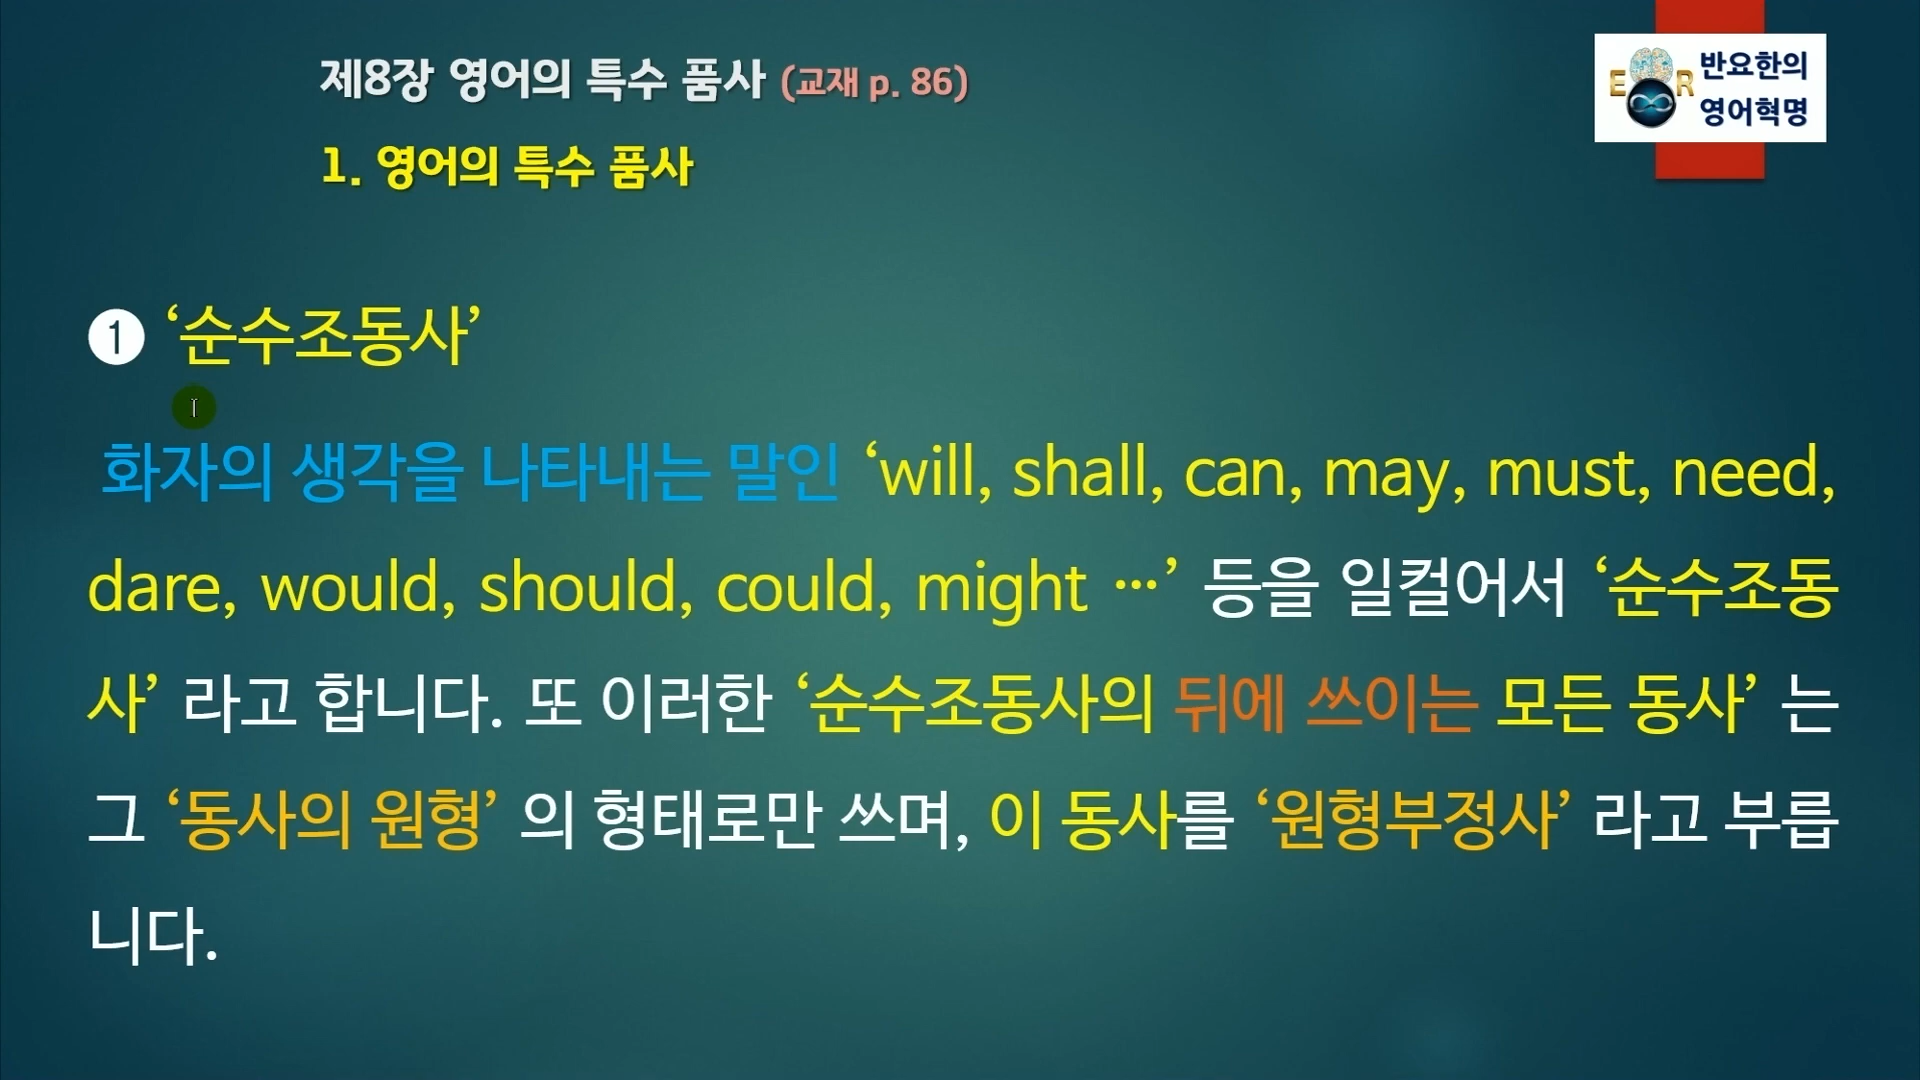 제8장 영어의 특수 품사 (교재 p. 86)
1. 영어의 특수 품사
E R 반요한의
영어혁명
❶ ‘순수조동사’
화자의 생각을 나타내는 말인 ‘will, shall, can, may, must, need,
dare, would, should, could, might …’ 등을 일컬어서 ‘순수조동
사’ 라고 합니다. 또 이러한 ‘순수조동사의 뒤에 쓰이는 모든 동사’ 는
그 ‘동사의 원형’ 의 형태로만 쓰며, 이 동사를 ‘원형부정사’ 라고 부릅
니다.